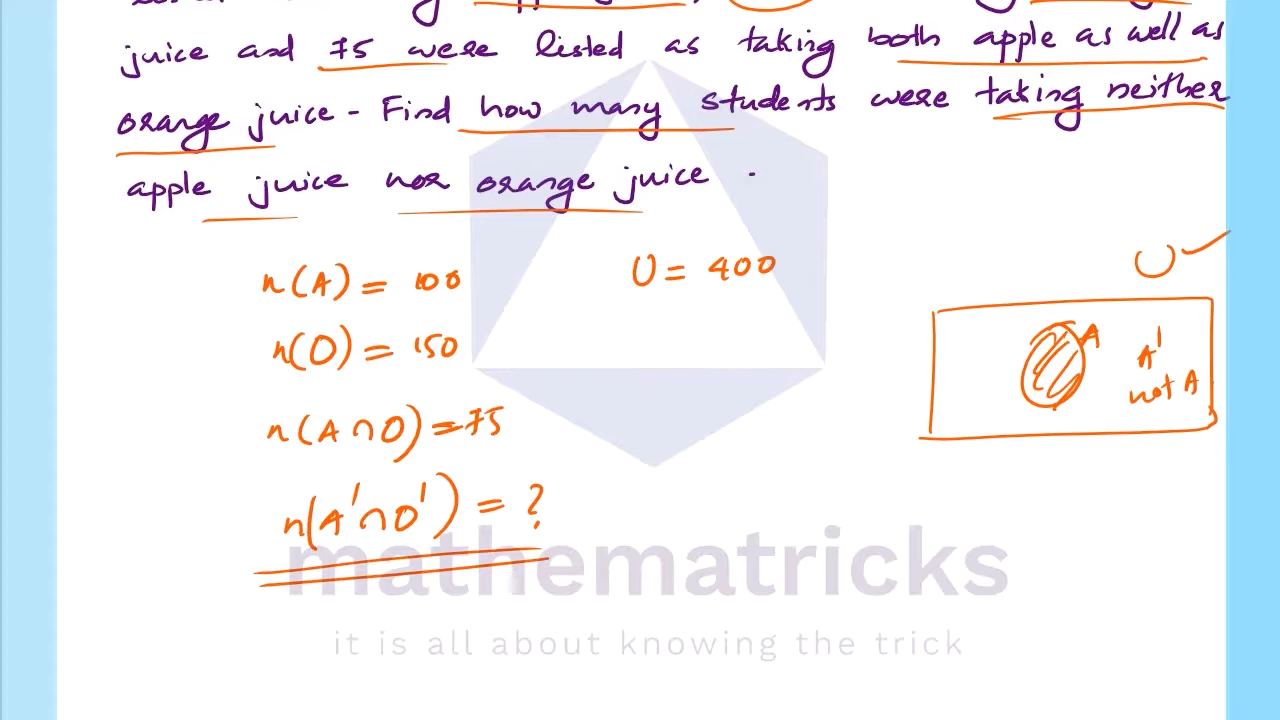 juice and 75 were listed as taking both apple as well as
orange juice - Find how many students were taking neither
apple juice nor orange juice .
n(A) = 100
U = 400
U
n(O) = 150
A
A'
not A
n(A ∩ O) = 75
n(A' ∩ O') = ?
mathematricks
it is all about knowing the trick